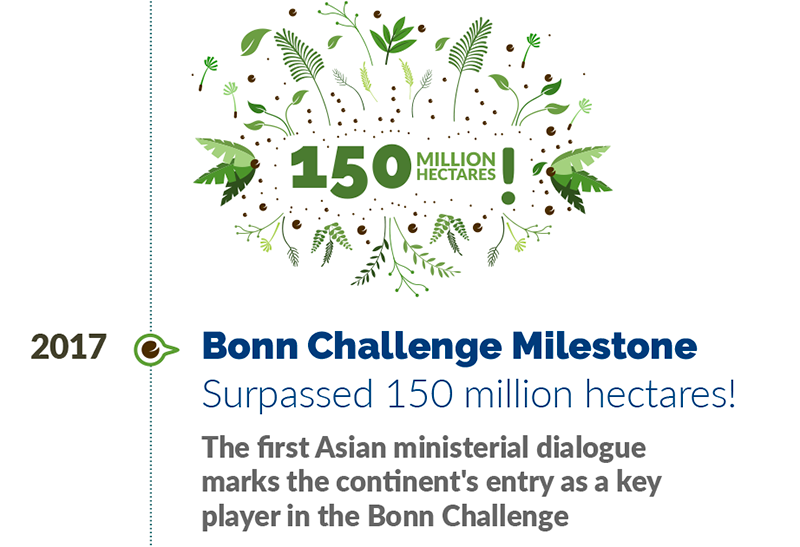 150 MILLION HECTARES!
2017
Bonn Challenge Milestone
Surpassed 150 million hectares!
The first Asian ministerial dialogue
marks the continent's entry as a key
player in the Bonn Challenge